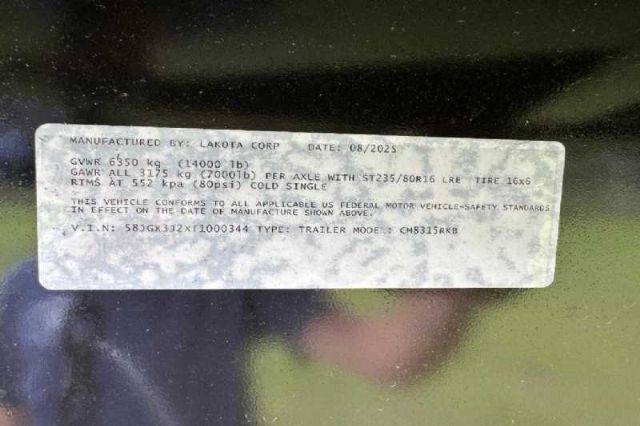 MANUFACTURED BY: LAKOTA CORP DATE: 08/2025
GVWR 6350 kg (14000 lb)
GAWR ALL 3175 kg (7000lb) PER AXLE WITH ST235/80R16 LRE TIRE 16x6
RIMS AT 552 kpa (80psi) COLD SINGLE
THIS VEHICLE CONFORMS TO ALL APPLICABLE US FEDERAL MOTOR VEHICLE-SAFETY STANDARDS
IN EFFECT ON THE DATE OF MANUFACTURE SHOWN ABOVE.
V.I.N: TYPE: TRAILER MODEL: CH8315RKB